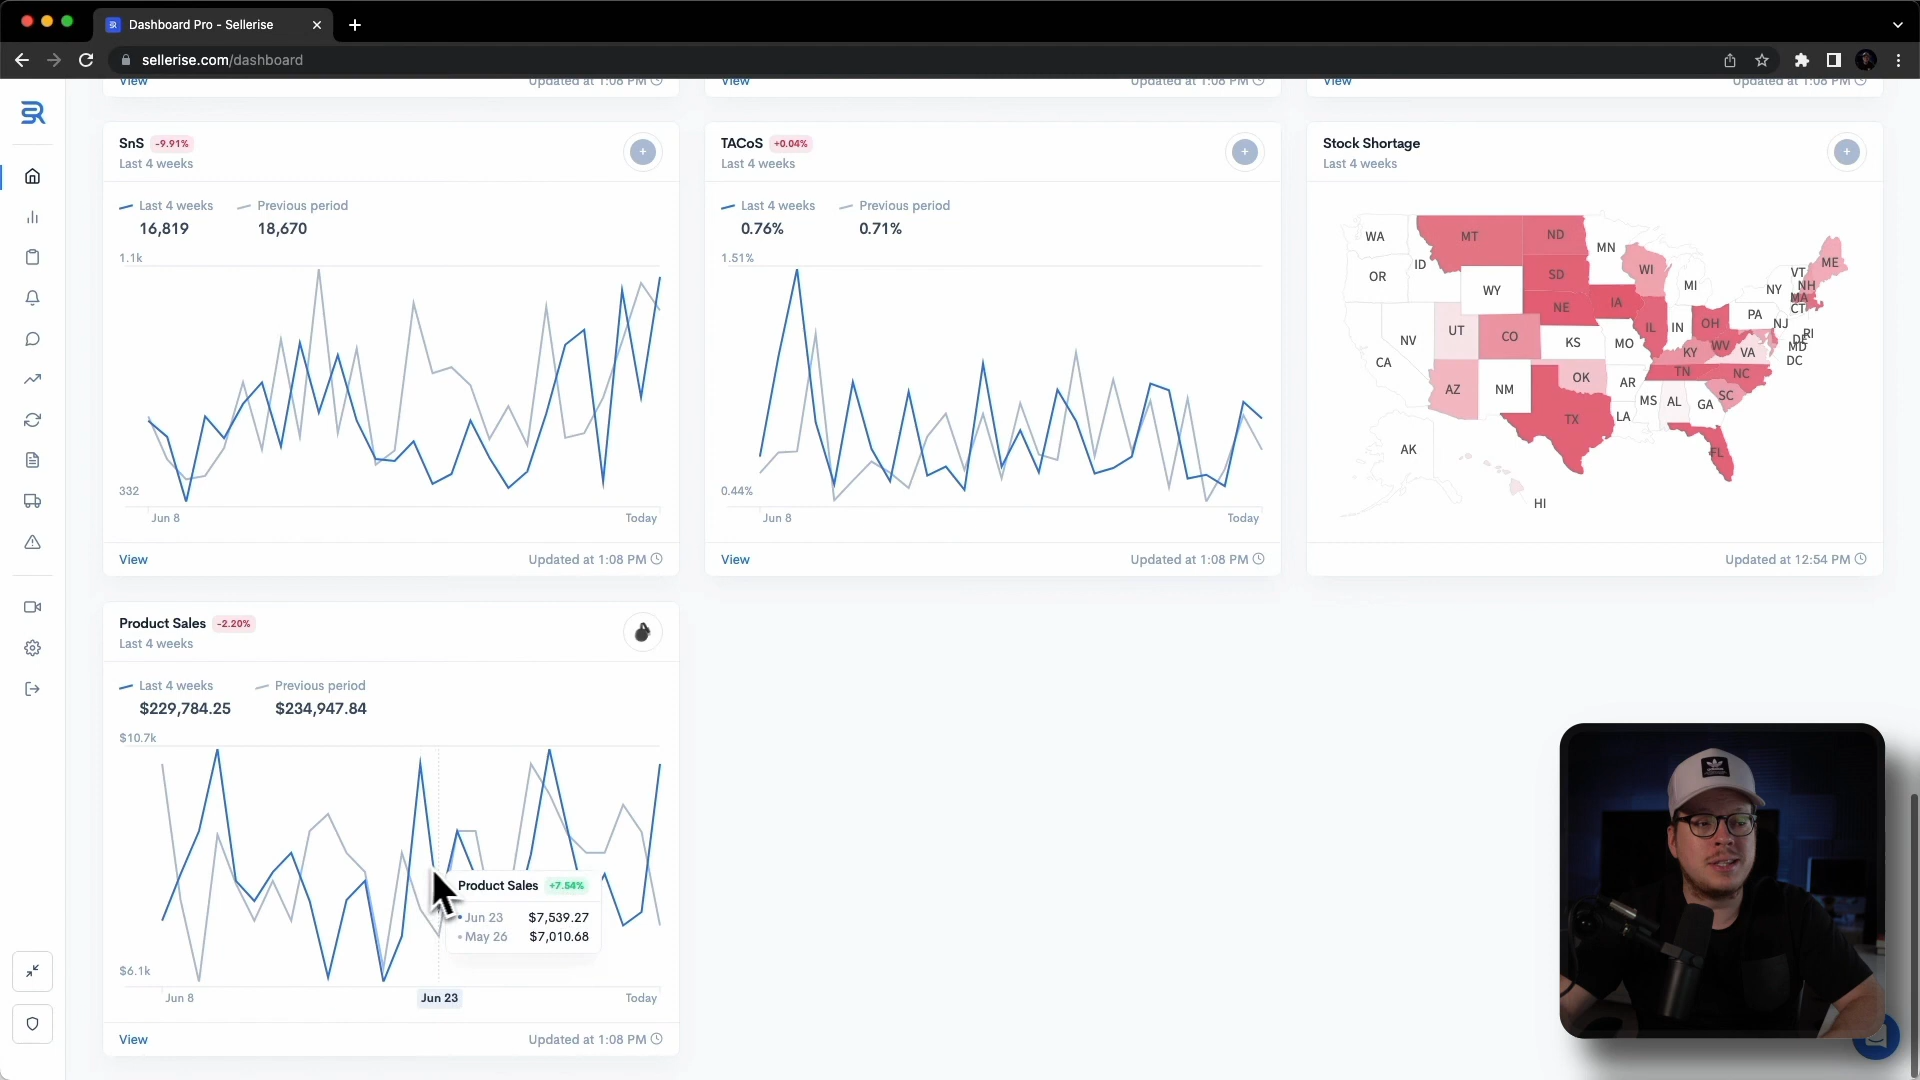 Dashboard Pro - Sellerise
sellerise.com/dashboard
View
Updated at 1:08 PM
View
Updated at 1:08 PM
View
Updated at 1:08 PM
SnS -9.91%
Last 4 weeks
Last 4 weeks
Previous period
16,819
18,670
1.1k
332
Jun 8
Today
View
Updated at 1:08 PM
TACoS +0.04%
Last 4 weeks
Last 4 weeks
Previous period
0.76%
0.71%
1.51%
0.44%
Jun 8
Today
View
Updated at 1:08 PM
Stock Shortage
Last 4 weeks
WA
MT
ND
MN
OR
ID
SD
WI
MI
WY
NE
IA
NY
VT
NH
ME
MA
CT
RI
PA
NJ
DE
MD
DC
NV
UT
CO
KS
MO
IL
IN
OH
WV
VA
KY
CA
AZ
NM
OK
AR
TN
NC
SC
TX
LA
MS
AL
GA
FL
AK
HI
Updated at 12:54 PM
Product Sales -2.20%
Last 4 weeks
Last 4 weeks
Previous period
$229,784.25
$234,947.84
$10.7k
$6.1k
Product Sales +7.54%
Jun 23 $7,539.27
May 26 $7,010.68
Jun 8
Jun 23
Today
View
Updated at 1:08 PM